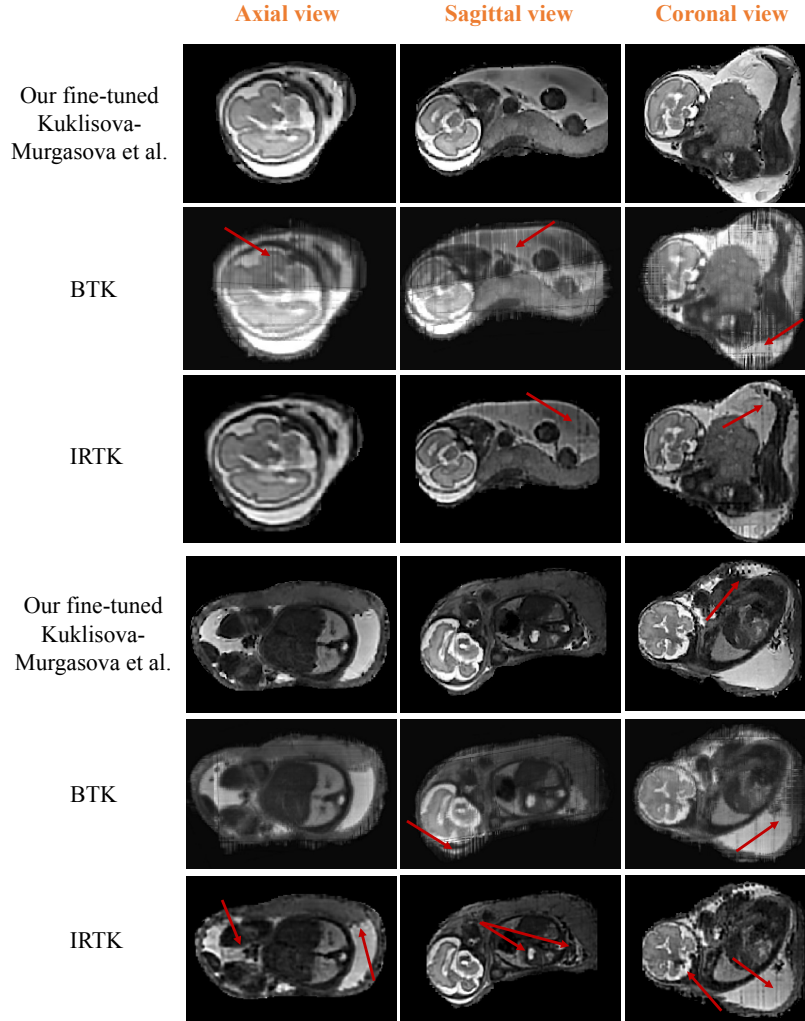 Axial view Sagittal view Coronal view
Our fine-tuned
Kuklisova-
Murgasova et al.
BTK
IRTK
Our fine-tuned
Kuklisova-
Murgasova et al.
BTK
IRTK